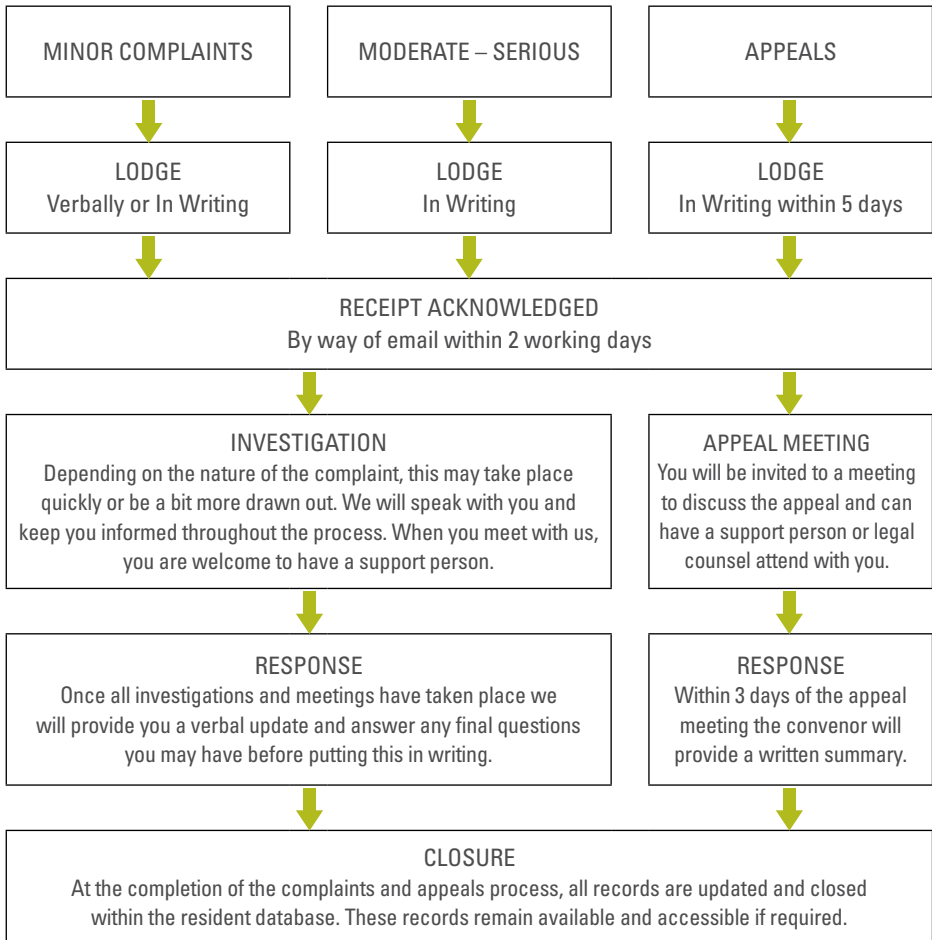 MINOR COMPLAINTS
MODERATE – SERIOUS
APPEALS
LODGE
Verbally or In Writing
LODGE
In Writing
LODGE
In Writing within 5 days
RECEIPT ACKNOWLEDGED
By way of email within 2 working days
INVESTIGATION
Depending on the nature of the complaint, this may take place
quickly or be a bit more drawn out. We will speak with you and
keep you informed throughout the process. When you meet with us,
you are welcome to have a support person.
APPEAL MEETING
You will be invited to a meeting
to discuss the appeal and can
have a support person or legal
counsel attend with you.
RESPONSE
Once all investigations and meetings have taken place we
will provide you a verbal update and answer any final questions
you may have before putting this in writing.
RESPONSE
Within 3 days of the appeal
meeting the convenor will
provide a written summary.
CLOSURE
At the completion of the complaints and appeals process, all records are updated and closed
within the resident database. These records remain available and accessible if required.